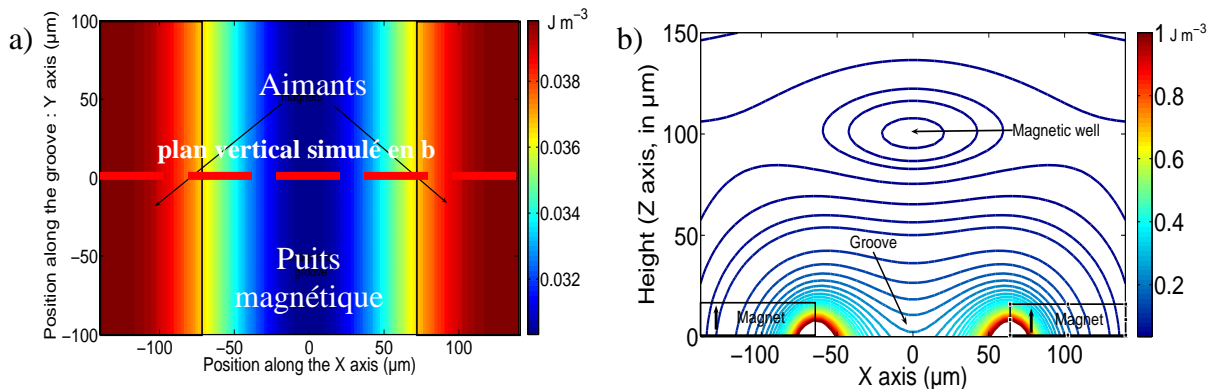 a)
Position along the groove : Y axis (μm)
100
50
0
−50
−100
−100
−50
0
50
100
Position along the X axis (μm)
Aimants
plan vertical simulé en b
Puits
magnétique
J m⁻³
0.038
0.036
0.035
0.034
0.032
b)
Height (Z axis, in μm)
150
100
50
0
−100
−50
0
50
100
X axis (μm)
Magnetic well
Groove
Magnet
Magnet
1 J m⁻³
0.8
0.6
0.4
0.2